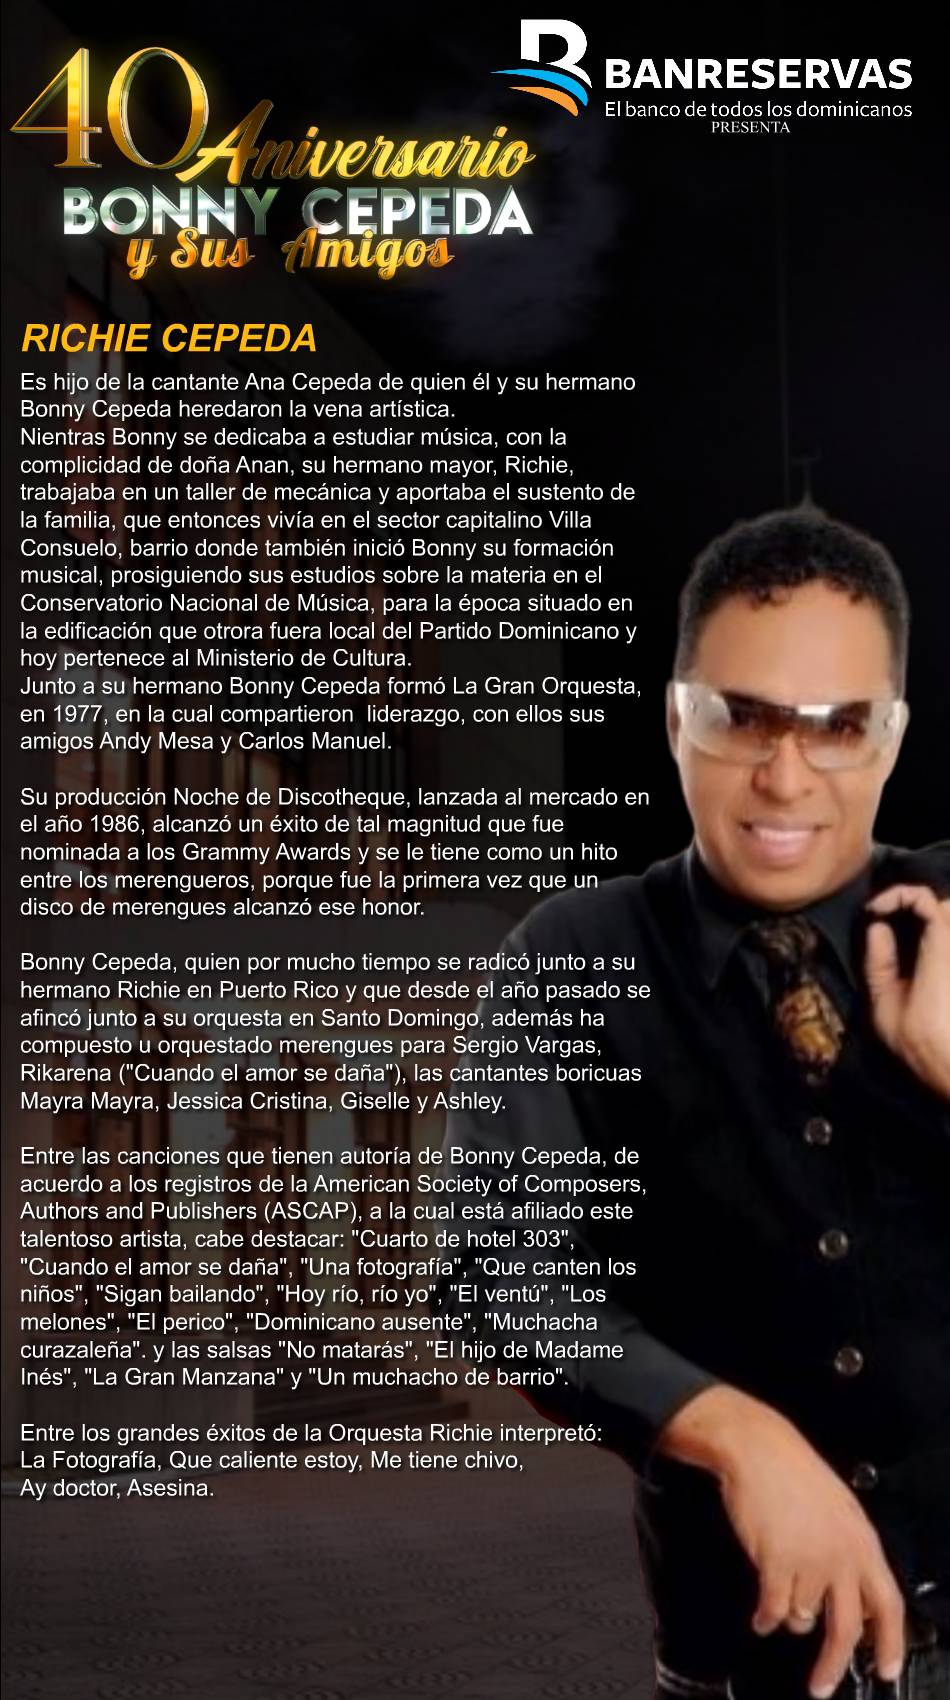 BANRESERVAS
El banco de todos los dominicanos
PRESENTA
40 Aniversario
BONNY CEPEDA
y Sus Amigos
RICHIE CEPEDA
Es hijo de la cantante Ana Cepeda de quien él y su hermano
Bonny Cepeda heredaron la vena artística.
Nientras Bonny se dedicaba a estudiar música, con la
complicidad de doña Anan, su hermano mayor, Richie,
trabajaba en un taller de mecánica y aportaba el sustento de
la familia, que entonces vivía en el sector capitalino Villa
Consuelo, barrio donde también inició Bonny su formación
musical, prosiguiendo sus estudios sobre la materia en el
Conservatorio Nacional de Música, para la época situado en
la edificación que otrora fuera local del Partido Dominicano y
hoy pertenece al Ministerio de Cultura.
Junto a su hermano Bonny Cepeda formó La Gran Orquesta,
en 1977, en la cual compartieron  liderazgo, con ellos sus
amigos Andy Mesa y Carlos Manuel.
Su producción Noche de Discotheque, lanzada al mercado en
el año 1986, alcanzó un éxito de tal magnitud que fue
nominada a los Grammy Awards y se le tiene como un hito
entre los merengueros, porque fue la primera vez que un
disco de merengues alcanzó ese honor.
Bonny Cepeda, quien por mucho tiempo se radicó junto a su
hermano Richie en Puerto Rico y que desde el año pasado se
afincó junto a su orquesta en Santo Domingo, además ha
compuesto u orquestado merengues para Sergio Vargas,
Rikarena ("Cuando el amor se daña"), las cantantes boricuas
Mayra Mayra, Jessica Cristina, Giselle y Ashley.
Entre las canciones que tienen autoría de Bonny Cepeda, de
acuerdo a los registros de la American Society of Composers,
Authors and Publishers (ASCAP), a la cual está afiliado este
talentoso artista, cabe destacar: "Cuarto de hotel 303",
"Cuando el amor se daña", "Una fotografía", "Que canten los
niños", "Sigan bailando", "Hoy río, río yo", "El ventú", "Los
melones", "El perico", "Dominicano ausente", "Muchacha
curazaleña". y las salsas "No matarás", "El hijo de Madame
Inés", "La Gran Manzana" y "Un muchacho de barrio".
Entre los grandes éxitos de la Orquesta Richie interpretó:
La Fotografía, Que caliente estoy, Me tiene chivo,
Ay doctor, Asesina.